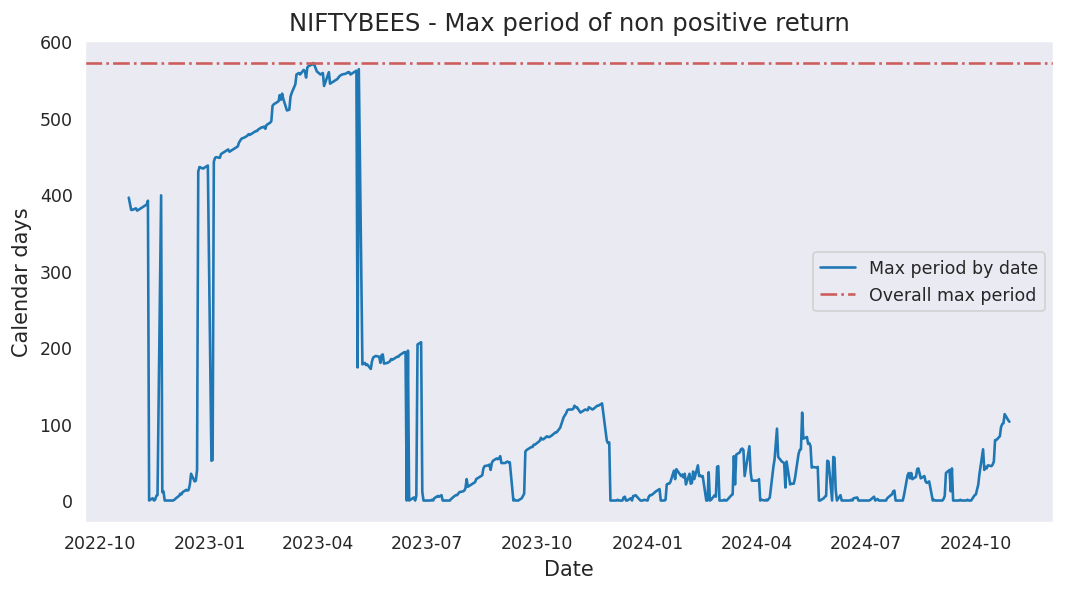 NIFTYBEES - Max period of non positive return
600
500
400
300
200
100
0
Calendar days
Max period by date
Overall max period
2022-10 2023-01 2023-04 2023-07 2023-10 2024-01 2024-04 2024-07 2024-10
Date